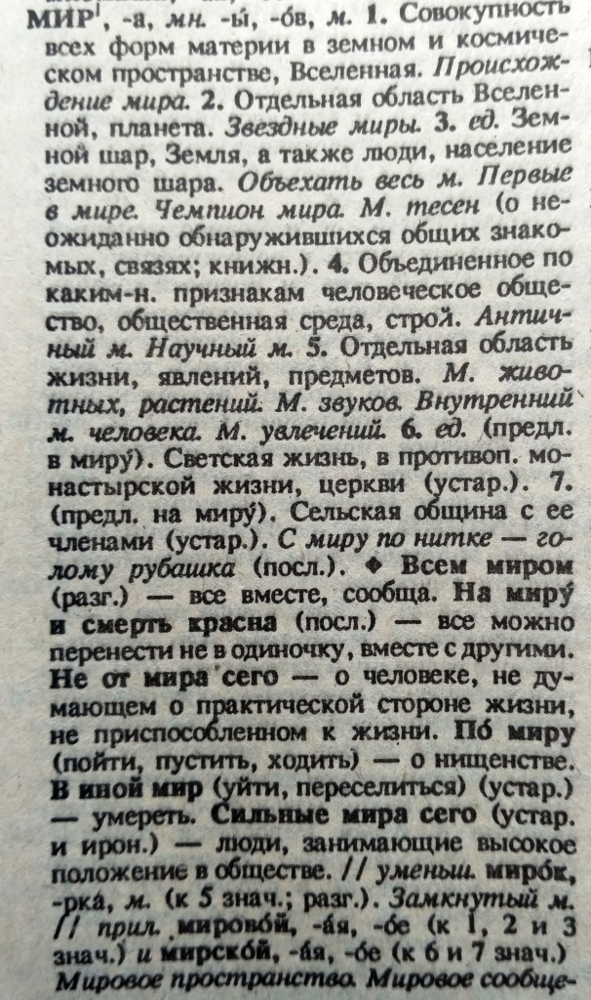 МИР¹, -а, мн. -ы́, -о́в, м. 1. Совокупность
всех форм материи в земном и космиче-
ском пространстве, Вселенная. Происхож-
дение мира. 2. Отдельная область Вселен-
ной, планета. Звездные миры. 3. ед. Зем-
ной шар, Земля, а также люди, население
земного шара. Объехать весь м. Первые
в мире. Чемпион мира. М. тесен (о не-
ожиданно обнаружившихся общих знако-
мых, связях; книжн.). 4. Объединенное по
каким-н. признакам человеческое обще-
ство, общественная среда, строй. Антич-
ный м. Научный м. 5. Отдельная область
жизни, явлений, предметов. М. живо-
тных, растений. М. звуков. Внутренний
м. человека. М. увлечений. 6. ед. (предл.
в миру́). Светская жизнь, в противоп. мо-
настырской жизни, церкви (устар.). 7.
(предл. на миру́). Сельская община с ее
членами (устар.). С миру по нитке — го-
лому рубашка (посл.). ♦ Всем миром
(разг.) — все вместе, сообща. На миру́
и смерть красна (посл.) — все можно
перенести не в одиночку, вместе с другими.
Не от мира сего — о человеке, не ду-
мающем о практической стороне жизни,
не приспособленном к жизни. По́ миру
(пойти, пустить, ходить) — о нищенстве.
В иной мир (уйти, переселиться) (устар.)
— умереть. Сильные мира сего (устар.
и ирон.) — люди, занимающие высокое
положение в обществе. // уменьш. миро́к,
-рка́, м. (к 5 знач.; разг.). Замкнутый м.
// прил. мирово́й, -а́я, -о́е (к 1, 2 и 3
знач.) и мирско́й, -а́я, -о́е (к 6 и 7 знач.)
Мировое пространство. Мировое сообще-